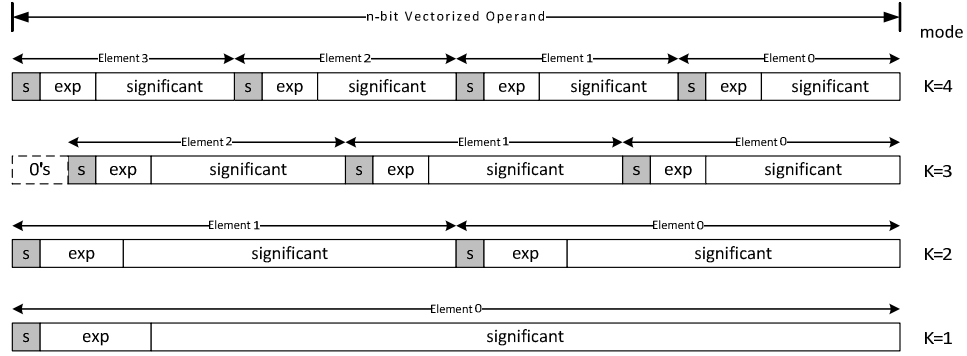 n-bit Vectorized Operand
mode
Element 3 Element 2 Element 1 Element 0
s exp significant s exp significant s exp significant s exp significant K=4
Element 2 Element 1 Element 0
0's s exp significant s exp significant s exp significant K=3
Element 1 Element 0
s exp significant s exp significant K=2
Element 0
s exp significant K=1